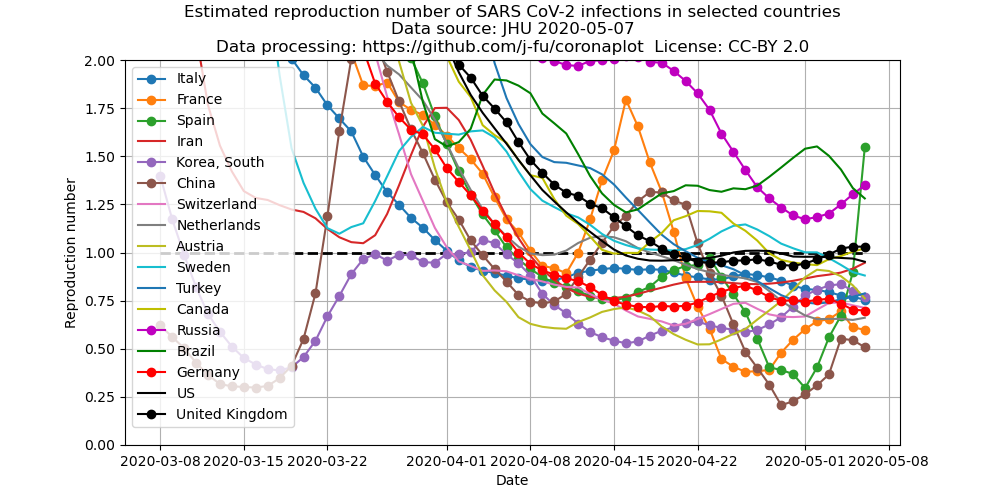 Estimated reproduction number of SARS CoV-2 infections in selected countries
Data source: JHU 2020-05-07
Data processing: https://github.com/j-fu/coronaplot License: CC-BY 2.0
2.00
1.75
1.50
1.25
1.00
0.75
0.50
0.25
0.00
Reproduction number
Italy
France
Spain
Iran
Korea, South
China
Switzerland
Netherlands
Austria
Sweden
Turkey
Canada
Russia
Brazil
Germany
US
United Kingdom
2020-03-08 2020-03-15 2020-03-22 2020-04-01 2020-04-08 2020-04-15 2020-04-22 2020-05-01 2020-05-08
Date